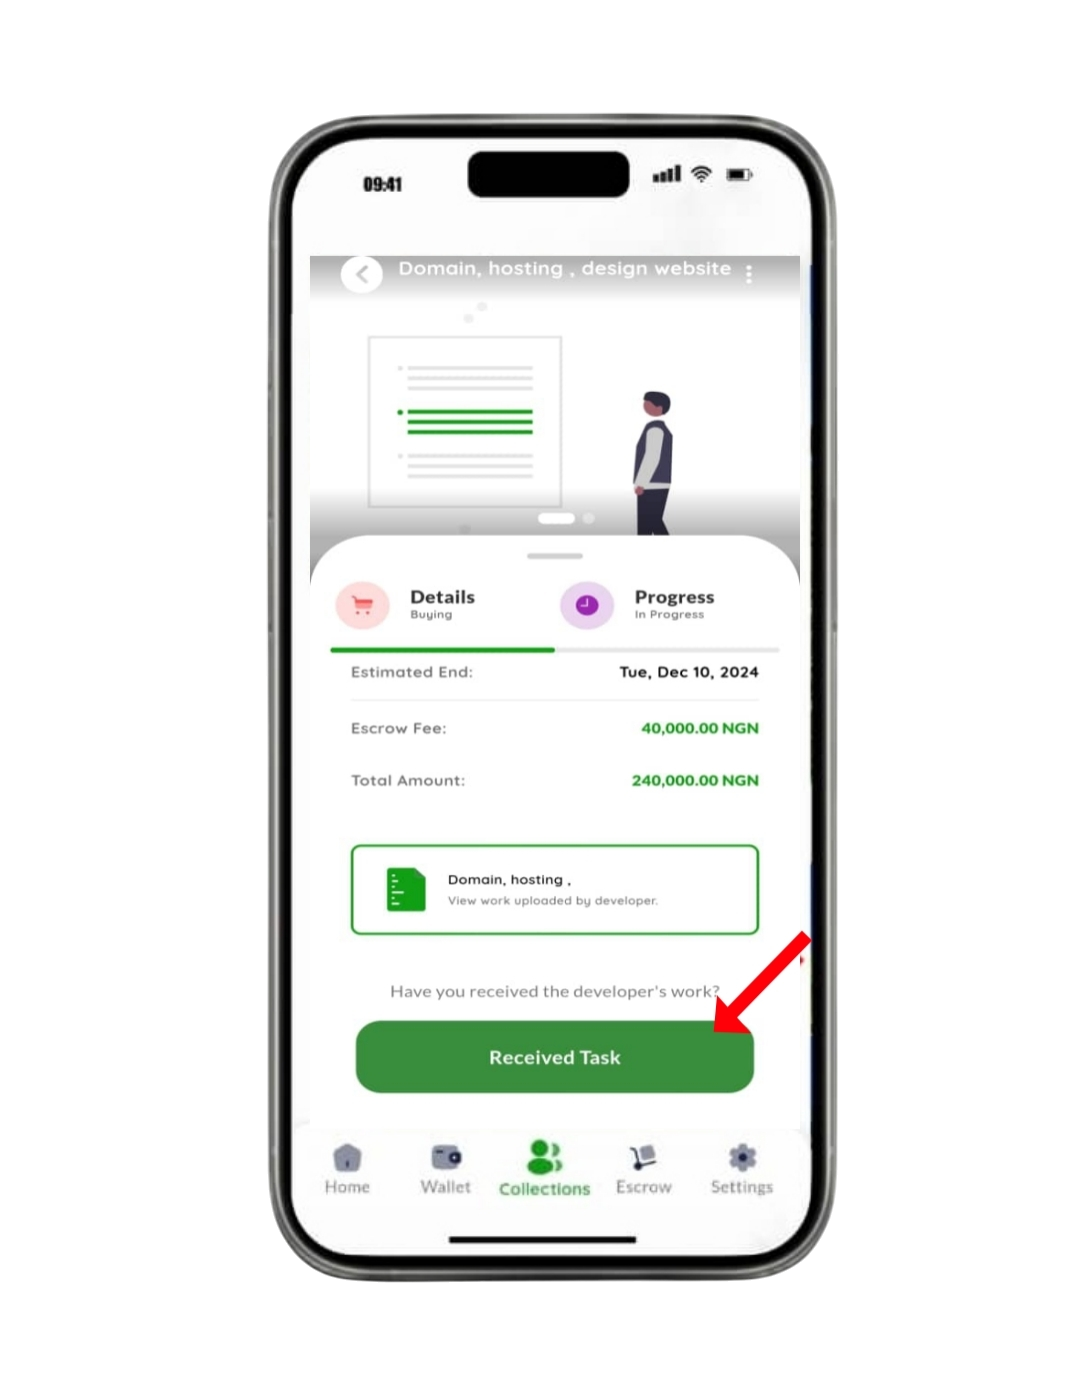 09:41
Domain, hosting , design website
Details
Buying
Progress
In Progress
Estimated End:
Tue, Dec 10, 2024
Escrow Fee:
40,000.00 NGN
Total Amount:
240,000.00 NGN
Domain, hosting ,
View work uploaded by developer.
Have you received the developer's work?
Received Task
Home
Wallet
Collections
Escrow
Settings